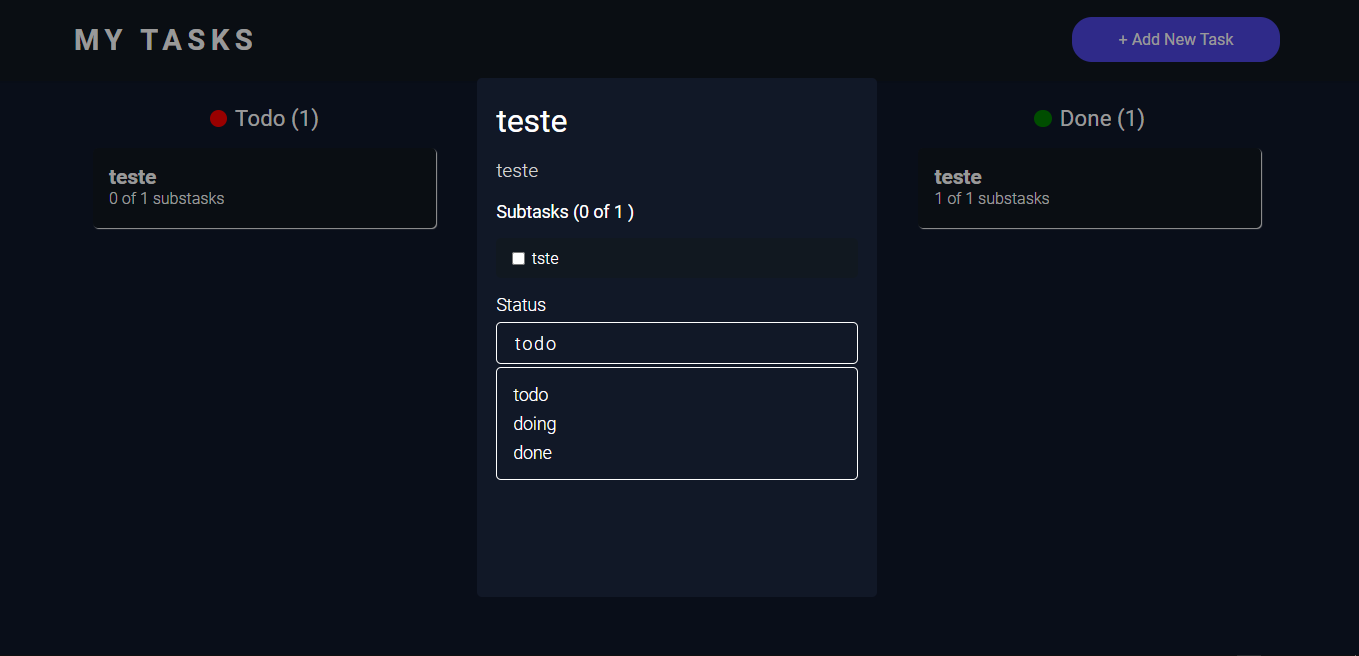 MY TASKS
+ Add New Task
Todo (1)
teste
0 of 1 substasks
teste
teste
Subtasks (0 of 1 )
tste
Status
todo
todo
doing
done
Done (1)
teste
1 of 1 substasks